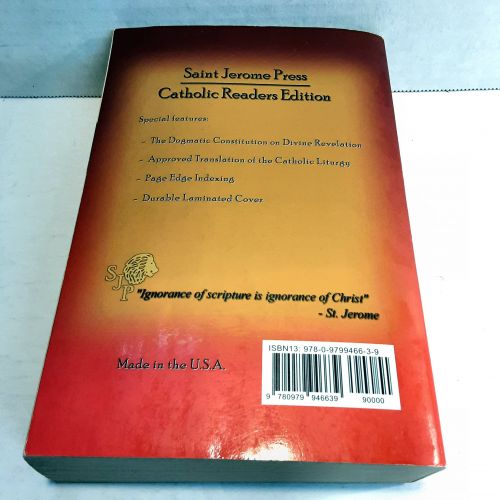 Saint Jerome Press
Catholic Readers Edition
Special features:
- The Dogmatic Constitution on Divine Revelation
- Approved Translation of the Catholic Liturgy
- Page Edge Indexing
- Durable Laminated Cover
SJP
"Ignorance of scripture is ignorance of Christ"
- St. Jerome
ISBN13: 978-0-9799466-3-9
Made in the U.S.A.
9 780979 946639 90000